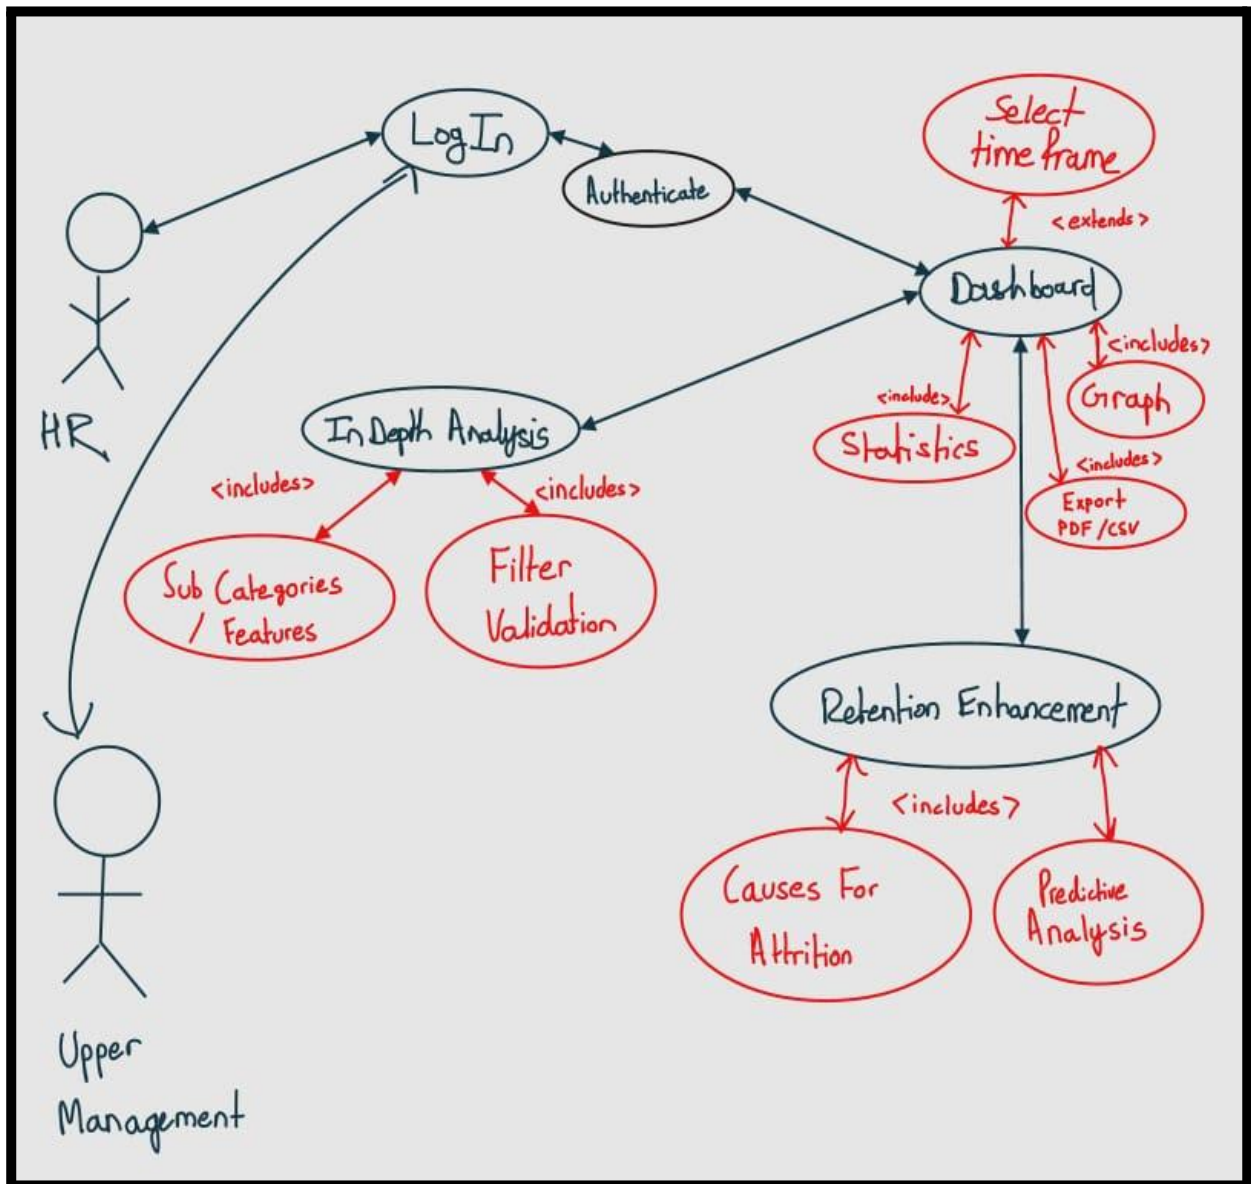 Log In
Authenticate
Select
time frame
<extends>
Dashboard
<includes>
Graph
<include>
Statistics
<includes>
Export
PDF/CSV
HR
In Depth Analysis
<includes>
<includes>
Sub Categories
/ Features
Filter
Validation
Retention Enhancement
<includes>
Causes For
Attrition
Predictive
Analysis
Upper
Management